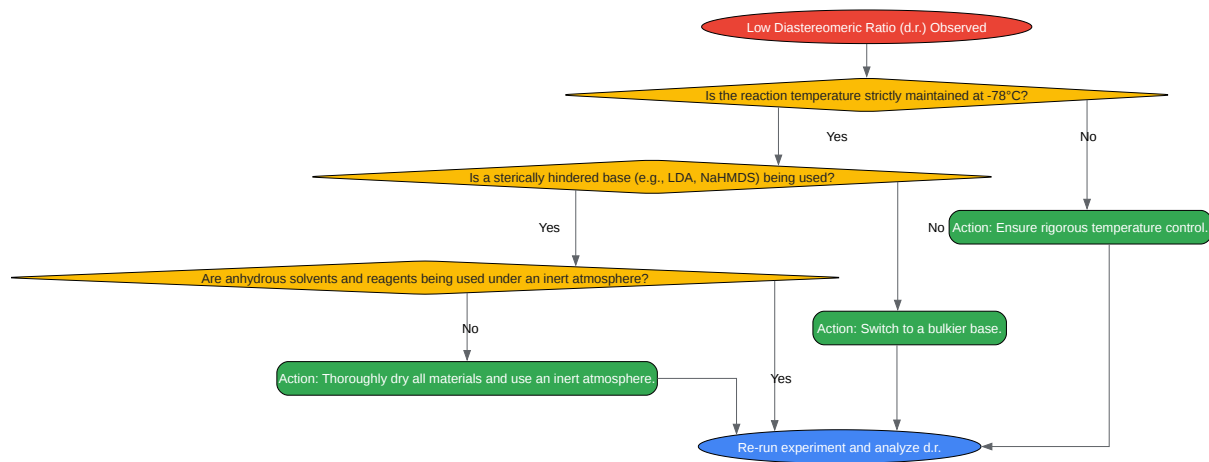 Low Diastereomeric Ratio (d.r.) Observed
Is the reaction temperature strictly maintained at -78°C?
Yes
No
Is a sterically hindered base (e.g., LDA, NaHMDS) being used?
Yes
No
Action: Ensure rigorous temperature control.
Are anhydrous solvents and reagents being used under an inert atmosphere?
No
Action: Switch to a bulkier base.
Action: Thoroughly dry all materials and use an inert atmosphere.
Yes
Re-run experiment and analyze d.r.